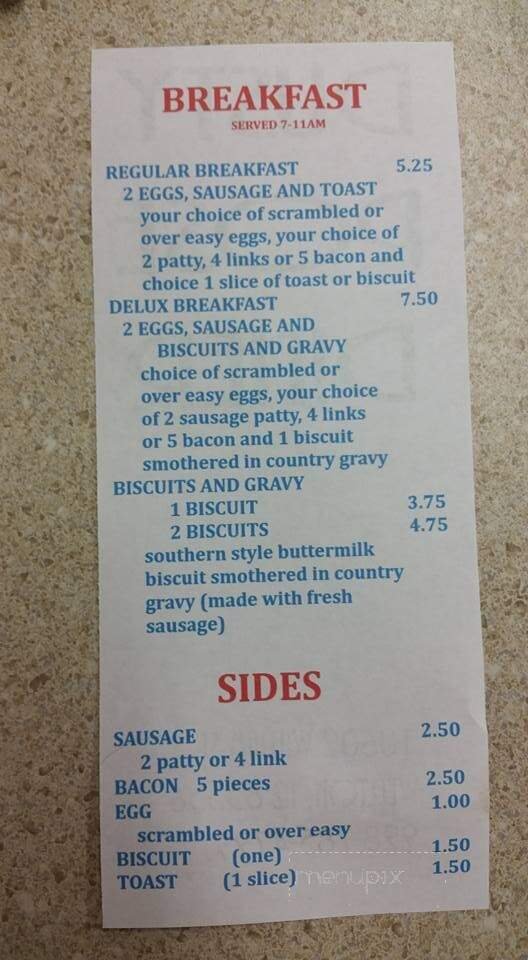 BREAKFAST
SERVED 7-11AM
REGULAR BREAKFAST 5.25
2 EGGS, SAUSAGE AND TOAST
your choice of scrambled or
over easy eggs, your choice of
2 patty, 4 links or 5 bacon and
choice 1 slice of toast or biscuit
DELUX BREAKFAST 7.50
2 EGGS, SAUSAGE AND
BISCUITS AND GRAVY
choice of scrambled or
over easy eggs, your choice
of 2 sausage patty, 4 links
or 5 bacon and 1 biscuit
smothered in country gravy
BISCUITS AND GRAVY
1 BISCUIT 3.75
2 BISCUITS 4.75
southern style buttermilk
biscuit smothered in country
gravy (made with fresh
sausage)
SIDES
SAUSAGE 2.50
2 patty or 4 link
BACON 5 pieces 2.50
EGG 1.00
scrambled or over easy
BISCUIT (one) 1.50
TOAST (1 slice) 1.50
menupix